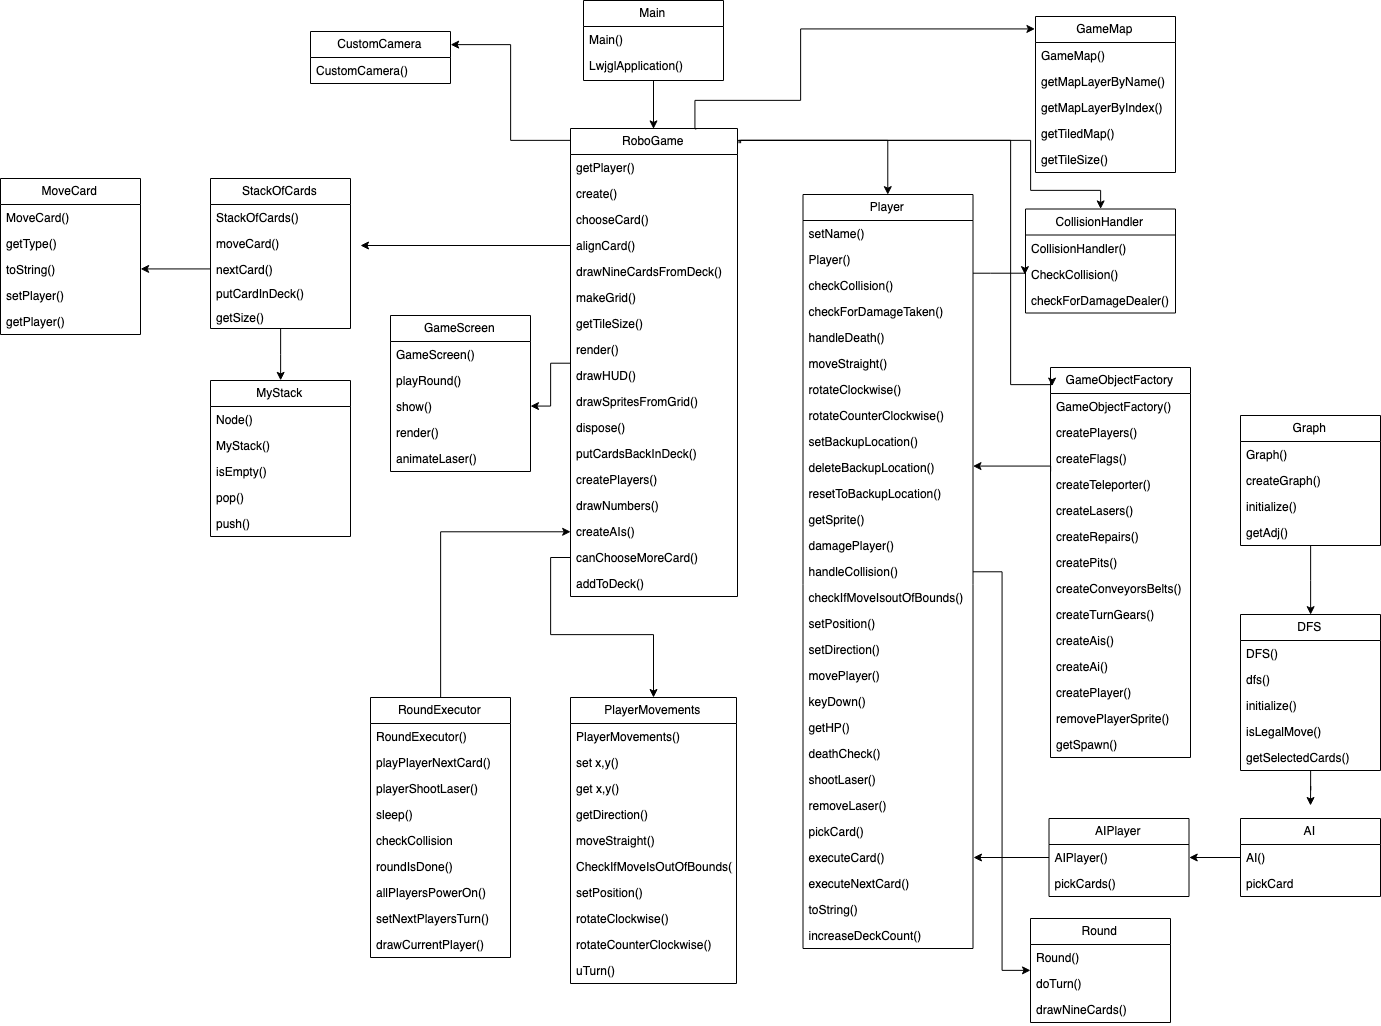 Main
Main()
LwjglApplication()
CustomCamera
CustomCamera()
GameMap
GameMap()
getMapLayerByName()
getMapLayerByIndex()
getTiledMap()
getTileSize()
RoboGame
getPlayer()
create()
chooseCard()
alignCard()
drawNineCardsFromDeck()
makeGrid()
getTileSize()
render()
drawHUD()
drawSpritesFromGrid()
dispose()
putCardsBackInDeck()
createPlayers()
drawNumbers()
createAIs()
canChooseMoreCard()
addToDeck()
MoveCard
MoveCard()
getType()
toString()
setPlayer()
getPlayer()
StackOfCards
StackOfCards()
moveCard()
nextCard()
putCardInDeck()
getSize()
MyStack
Node()
MyStack()
isEmpty()
pop()
push()
GameScreen
GameScreen()
playRound()
show()
render()
animateLaser()
Player
setName()
Player()
checkCollision()
checkForDamageTaken()
handleDeath()
moveStraight()
rotateClockwise()
rotateCounterClockwise()
setBackupLocation()
deleteBackupLocation()
resetToBackupLocation()
getSprite()
damagePlayer()
handleCollision()
checkIfMoveIsoutOfBounds()
setPosition()
setDirection()
movePlayer()
keyDown()
getHP()
deathCheck()
shootLaser()
removeLaser()
pickCard()
executeCard()
executeNextCard()
toString()
increaseDeckCount()
CollisionHandler
CollisionHandler()
CheckCollision()
checkForDamageDealer()
GameObjectFactory
GameObjectFactory()
createPlayers()
createFlags()
createTeleporter()
createLasers()
createRepairs()
createPits()
createConveyorsBelts()
createTurnGears()
createAis()
createAi()
createPlayer()
removePlayerSprite()
getSpawn()
Graph
Graph()
createGraph()
initialize()
getAdj()
DFS
DFS()
dfs()
initialize()
isLegalMove()
getSelectedCards()
RoundExecutor
RoundExecutor()
playPlayerNextCard()
playerShootLaser()
sleep()
checkCollision
roundIsDone()
allPlayersPowerOn()
setNextPlayersTurn()
drawCurrentPlayer()
PlayerMovements
PlayerMovements()
set x,y()
get x,y()
getDirection()
moveStraight()
CheckIfMoveIsOutOfBounds(
setPosition()
rotateClockwise()
rotateCounterClockwise()
uTurn()
AIPlayer
AIPlayer()
pickCards()
AI
AI()
pickCard
Round
Round()
doTurn()
drawNineCards()